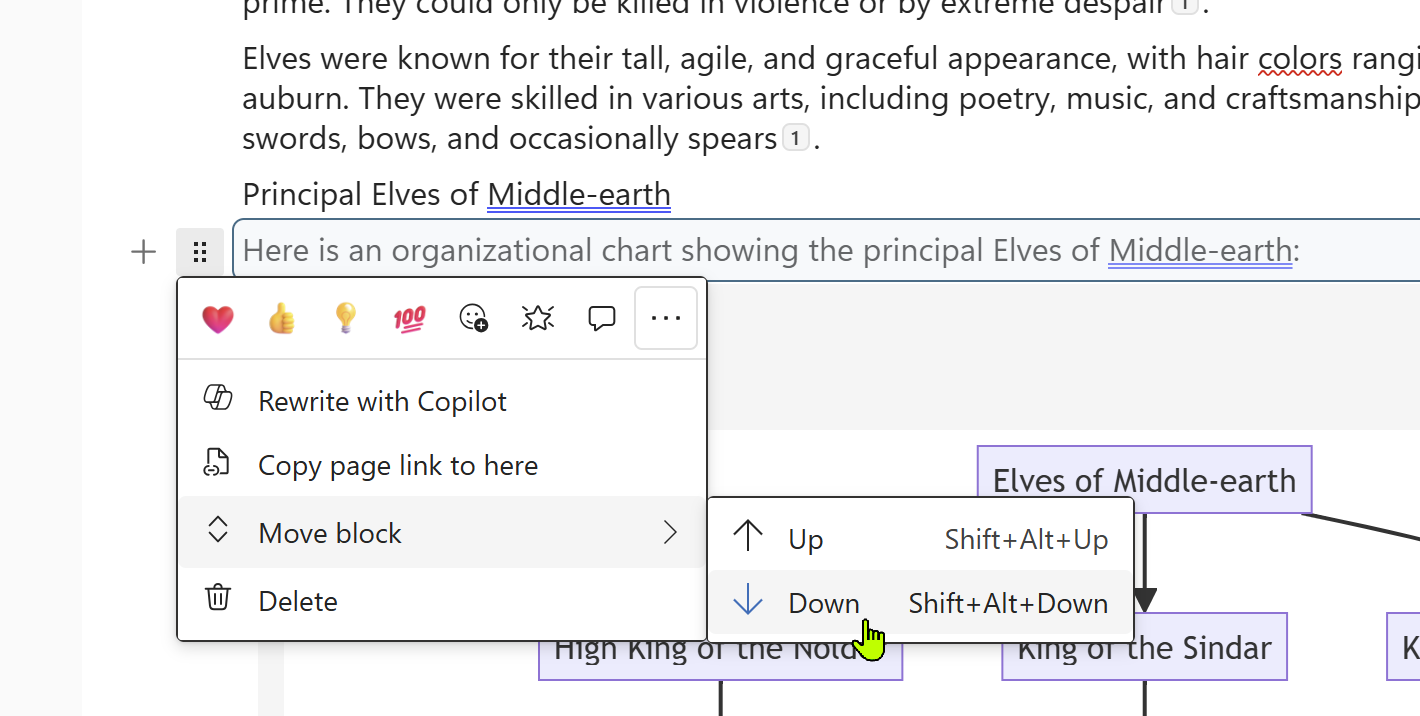 prime. They could only be killed in violence or by extreme despair 1 .
Elves were known for their tall, agile, and graceful appearance, with hair colors rangi
auburn. They were skilled in various arts, including poetry, music, and craftsmanship
swords, bows, and occasionally spears 1 .
Principal Elves of Middle-earth
Here is an organizational chart showing the principal Elves of Middle-earth:
100
Rewrite with Copilot
Copy page link to here
Move block
Delete
Up Shift+Alt+Up
Down Shift+Alt+Down
Elves of Middle-earth
High King of the Nold
King of the Sindar
K